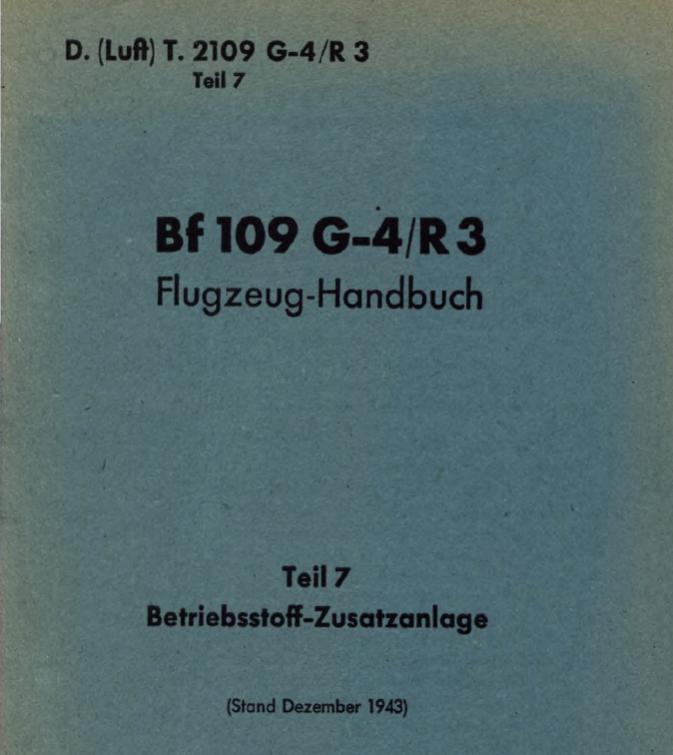 D. (Luft) T. 2109 G-4/R 3
Teil 7
Bf 109 G-4/R 3
Flugzeug-Handbuch
Teil 7
Betriebsstoff-Zusatzanlage
(Stand Dezember 1943)